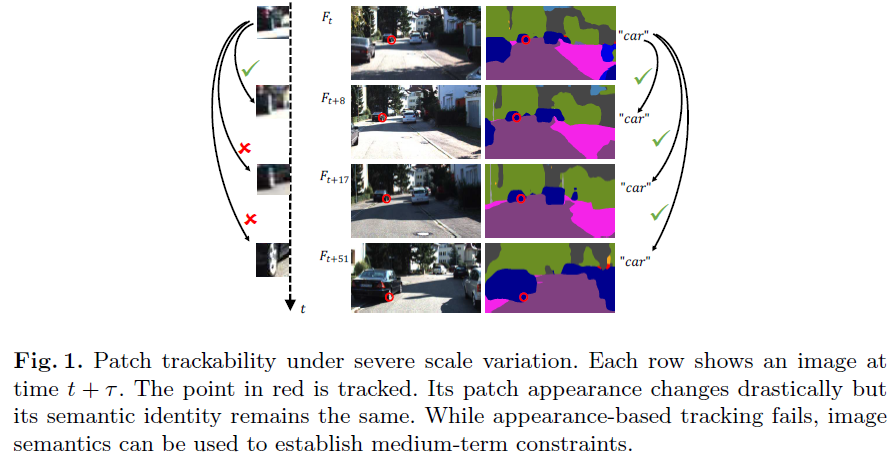 F_t
"car"
F_{t+8}
"car"
F_{t+17}
"car"
F_{t+51}
"car"
t
Fig. 1. Patch trackability under severe scale variation. Each row shows an image at
time t + τ. The point in red is tracked. Its patch appearance changes drastically but
its semantic identity remains the same. While appearance-based tracking fails, image
semantics can be used to establish medium-term constraints.